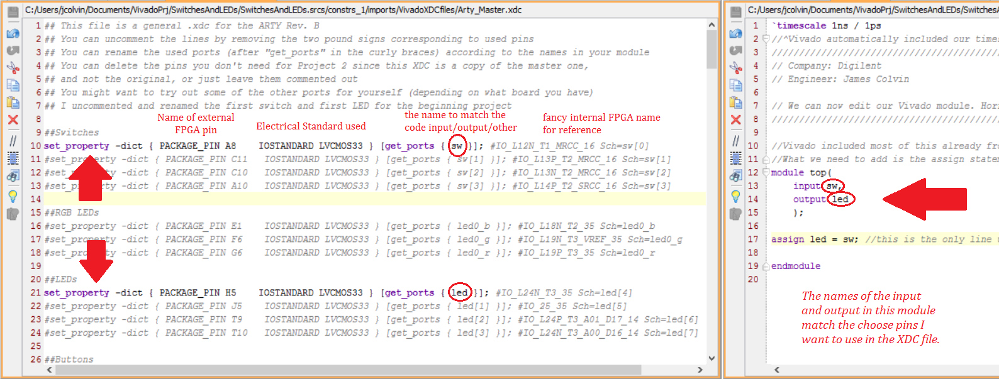 C:/Users/jcolvin/Documents/VivadoPrj/SwitchesAndLEDs/SwitchesAndLEDs.srcs/constrs_1/imports/VivadoXDCfiles/Arty_Master.xdc
1 ## This file is a general .xdc for the ARTY Rev. B
2 ## You can uncomment the lines by removing the two pound signs corresponding to used pins
3 ## You can rename the used ports (after "get_ports" in the curly braces) according to the names in your module
4 ## You can delete the pins you don't need for Project 2 since this XDC is a copy of the master one,
5 ## and not the original, or just leave them commented out
6 ## You might want to try out some of the other ports for yourself (depending on what board you have)
7 ## I uncommented and renamed the first switch and first LED for the beginning project
8
Name of external
FPGA pin
Electrical Standard used
the name to match the
code input/output/other
fancy internal FPGA name
for reference
9 ##Switches
10 set_property -dict { PACKAGE_PIN A8 IOSTANDARD LVCMOS33 } [get_ports { sw }]; #IO_L12N_T1_MRCC_16 Sch=sw[0]
11 #set_property -dict { PACKAGE_PIN C11 IOSTANDARD LVCMOS33 } [get_ports { sw[1] }]; #IO_L13P_T2_MRCC_16 Sch=sw[1]
12 #set_property -dict { PACKAGE_PIN C10 IOSTANDARD LVCMOS33 } [get_ports { sw[2] }]; #IO_L13N_T2_MRCC_16 Sch=sw[2]
13 #set_property -dict { PACKAGE_PIN A10 IOSTANDARD LVCMOS33 } [get_ports { sw[3] }]; #IO_L14P_T2_SRCC_16 Sch=sw[3]
14
15 ##RGB LEDs
16 #set_property -dict { PACKAGE_PIN E1 IOSTANDARD LVCMOS33 } [get_ports { led0_b }]; #IO_L18N_T2_35 Sch=led0_b
17 #set_property -dict { PACKAGE_PIN F6 IOSTANDARD LVCMOS33 } [get_ports { led0_g }]; #IO_L19N_T3_VREF_35 Sch=led0_g
18 #set_property -dict { PACKAGE_PIN G6 IOSTANDARD LVCMOS33 } [get_ports { led0_r }]; #IO_L19P_T3_35 Sch=led0_r
19
20 ##LEDs
21 set_property -dict { PACKAGE_PIN H5 IOSTANDARD LVCMOS33 } [get_ports { led }]; #IO_L24N_T3_35 Sch=led[4]
22 #set_property -dict { PACKAGE_PIN J5 IOSTANDARD LVCMOS33 } [get_ports { led[1] }]; #IO_25_35 Sch=led[5]
23 #set_property -dict { PACKAGE_PIN T9 IOSTANDARD LVCMOS33 } [get_ports { led[2] }]; #IO_L24P_T3_A01_D17_14 Sch=led[6]
24 #set_property -dict { PACKAGE_PIN T10 IOSTANDARD LVCMOS33 } [get_ports { led[3] }]; #IO_L24N_T3_A00_D16_14 Sch=led[7]
25
26 ##Buttons
C:/Users/jcolvin/Documents/VivadoPrj/SwitchesAndLEDs/Switches
1 `timescale 1ns / 1ps
2 //^Vivado automatically included our times
3 //////////////////////////////////////////
4 // Company: Digilent
5 // Engineer: James Colvin
6
7 // We can now edit our Vivado module. Hori
8 //////////////////////////////////////////
9
10 //Vivado included most of this already fro
11 //What we need to add is the assign statem
12 module top(
13 input sw,
14 output led
15 );
16
17 assign led = sw; //this is the only line
18
19 endmodule
20
The names of the input
and output in this module
match the choose pins I
want to use in the XDC file.